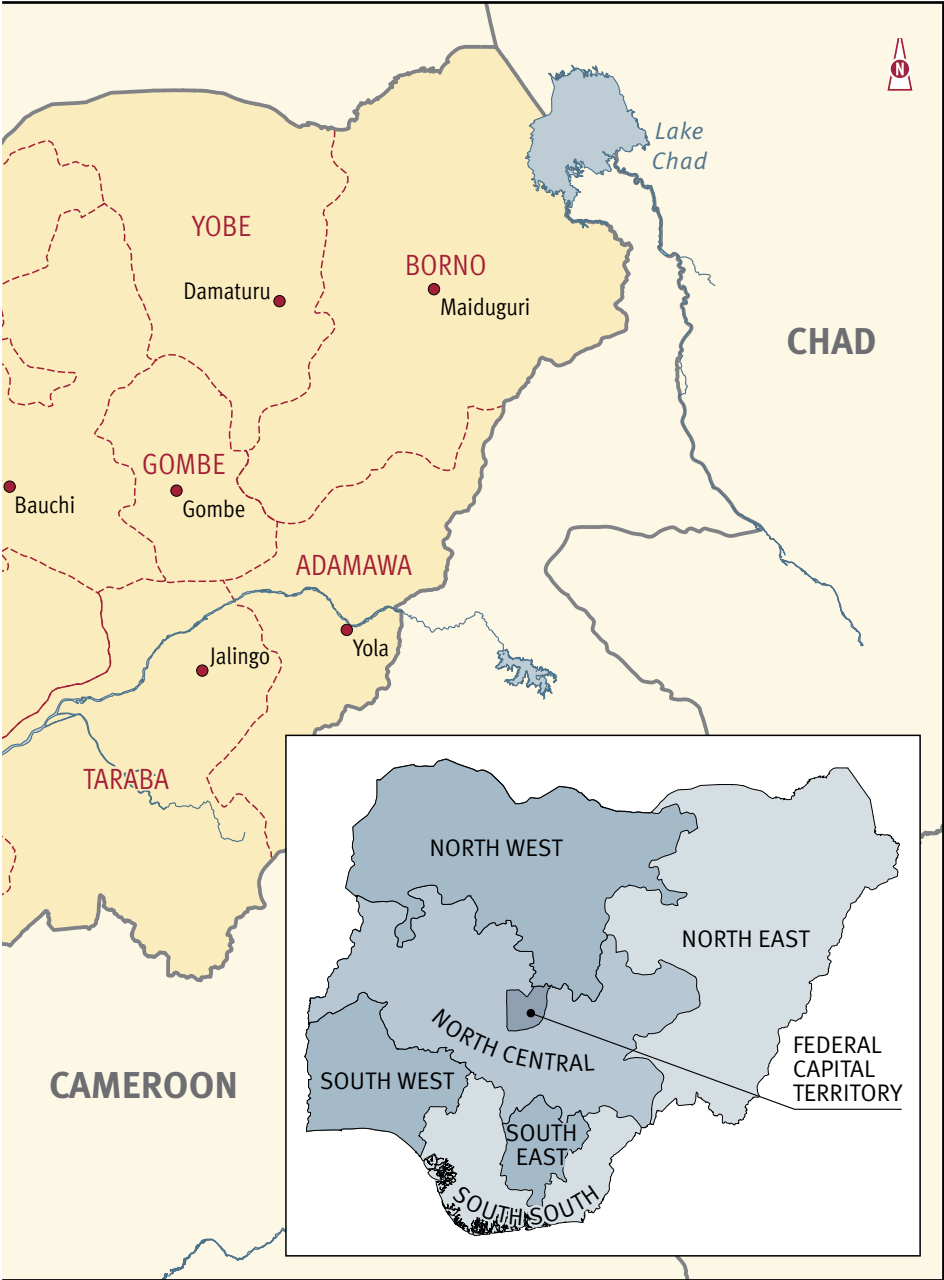 N
Lake
Chad
YOBE
BORNO
Damaturu
Maiduguri
CHAD
GOMBE
Bauchi
Gombe
ADAMAWA
Yola
Jalingo
TARABA
NORTH WEST
NORTH EAST
NORTH CENTRAL
FEDERAL
CAPITAL
TERRITORY
CAMEROON
SOUTH WEST
SOUTH
EAST
SOUTH SOUTH